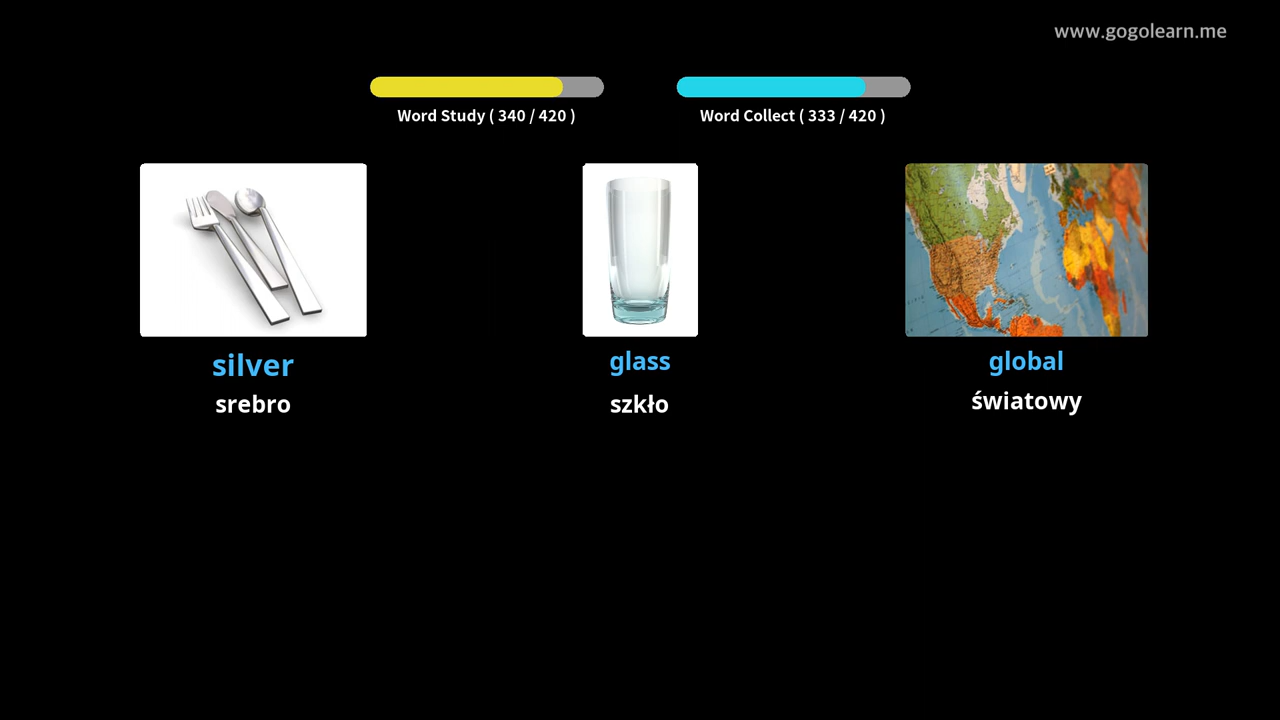 www.gogolearn.me
Word Study ( 340 / 420 )
Word Collect ( 333 / 420 )
silver
srebro
glass
szkło
global
światowy